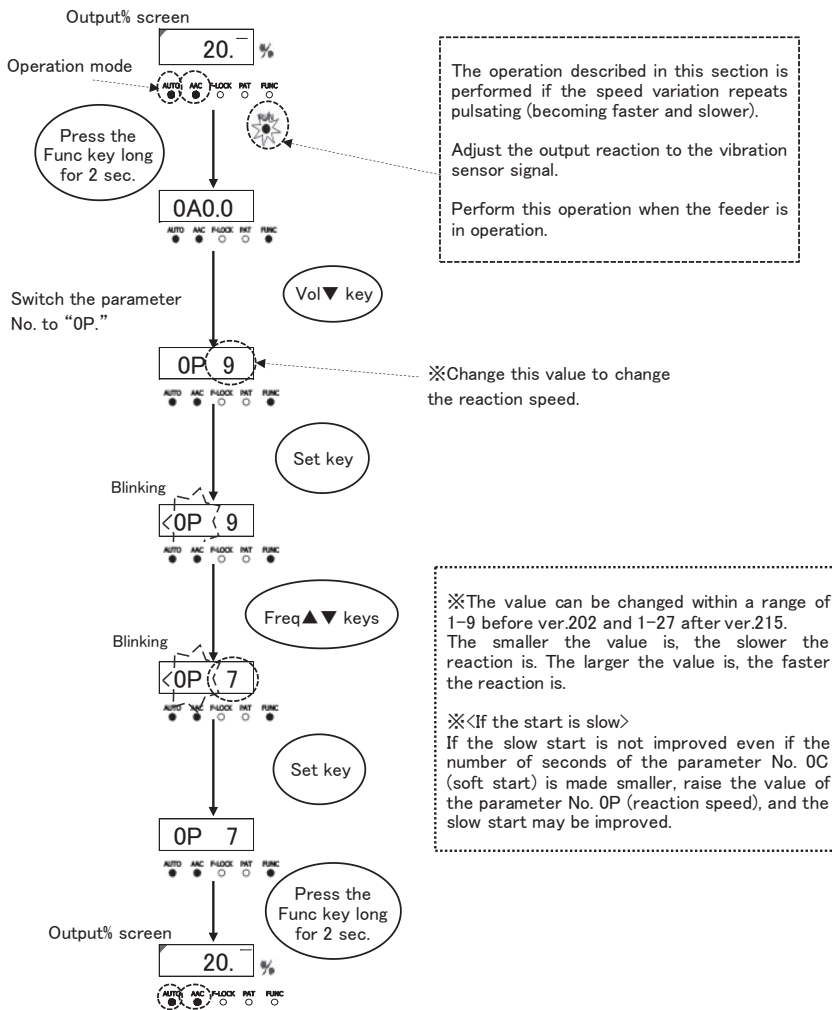 Output% screen
20.‾ %
Operation mode
AUTO AAC F-LOCK PAT FUNC
RUN
Press the
Func key long
for 2 sec.
The operation described in this section is
performed if the speed variation repeats
pulsating (becoming faster and slower).
Adjust the output reaction to the vibration
sensor signal.
Perform this operation when the feeder is
in operation.
0A0.0
AUTO AAC F-LOCK PAT FUNC
Vol▼ key
Switch the parameter
No. to “0P.”
0P 9
AUTO AAC F-LOCK PAT FUNC
※Change this value to change
the reaction speed.
Set key
Blinking
0P 9
AUTO AAC F-LOCK PAT FUNC
Freq▲▼ keys
Blinking
0P 7
AUTO AAC F-LOCK PAT FUNC
※The value can be changed within a range of
1-9 before ver.202 and 1-27 after ver.215.
The smaller the value is, the slower the
reaction is. The larger the value is, the faster
the reaction is.
※<If the start is slow>
If the slow start is not improved even if the
number of seconds of the parameter No. 0C
(soft start) is made smaller, raise the value of
the parameter No. 0P (reaction speed), and the
slow start may be improved.
Set key
0P 7
AUTO AAC F-LOCK PAT FUNC
Press the
Func key long
for 2 sec.
Output% screen
20.‾ %
AUTO AAC F-LOCK PAT FUNC